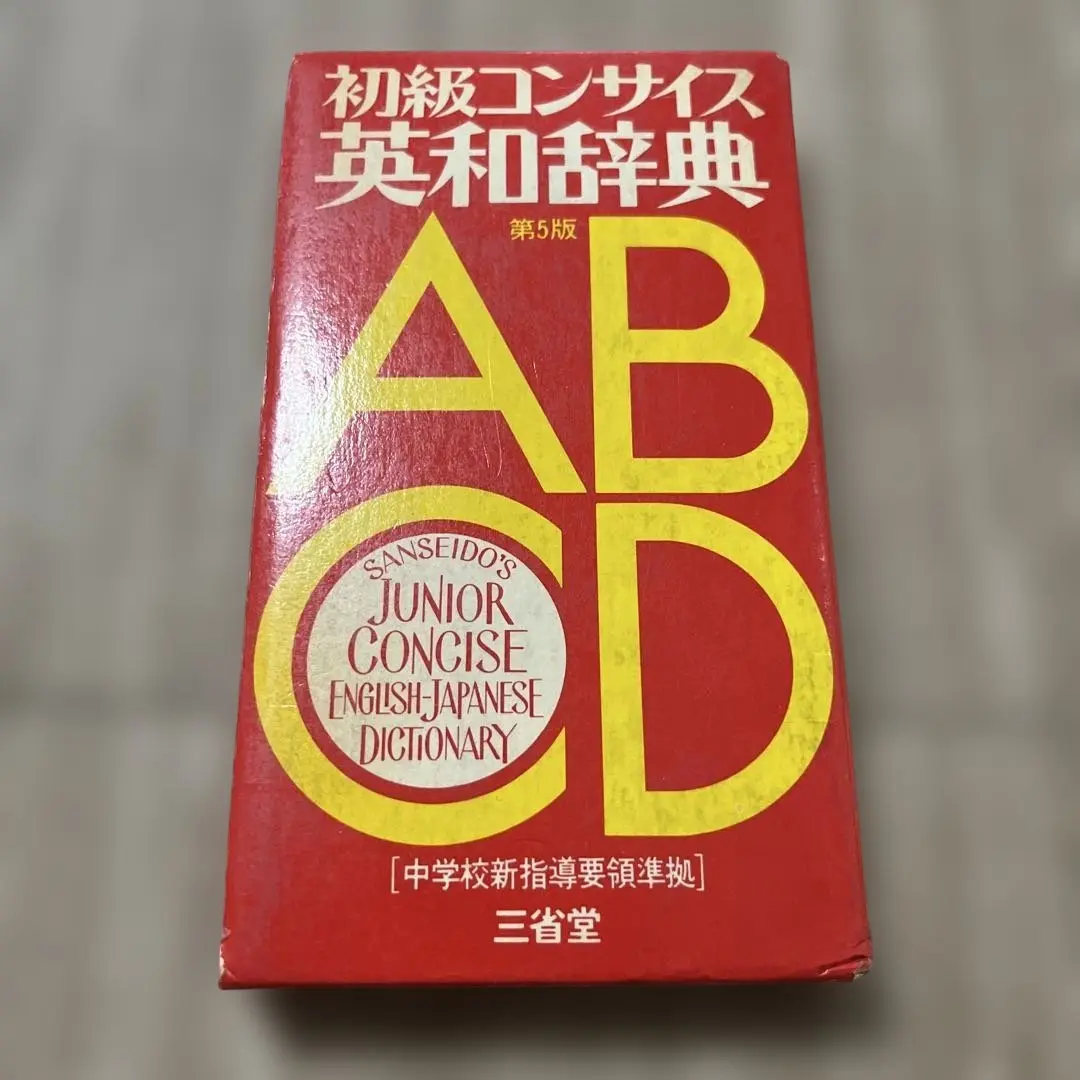 初級コンサイス
英和辞典
第5版
AB
CD
SANSEIDO'S
JUNIOR
CONCISE
ENGLISH-JAPANESE
DICTIONARY
[中学校新指導要領準拠]
三省堂